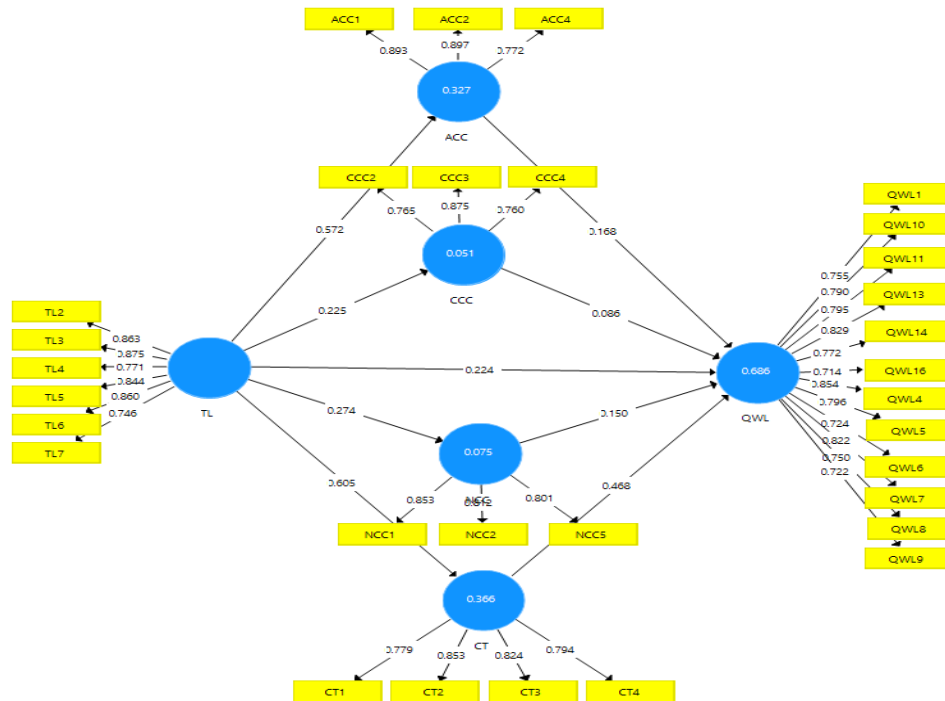 ACC1 ACC2 ACC4
0.893 0.897 0.772
0.327
ACC
CCC2 CCC3 CCC4
0.765 0.875 0.760
0.572 0.168
0.051
CCC
0.225 0.086
QWL1
QWL10
QWL11
QWL13
QWL14
QWL16
QWL4
QWL5
QWL6
QWL7
QWL8
QWL9
0.755
0.790
0.795
0.829
0.772
0.714
0.854
0.796
0.724
0.822
0.750
0.722
0.686
QWL
TL2
TL3
TL4
TL5
TL6
TL7
0.863
0.875
0.771
0.844
0.860
0.746
TL
0.224
0.274 0.150
0.075
0.605 0.468
0.853 0.801
NCC1 NCC2 NCC5
0.366
CT
0.779 0.853 0.824 0.794
CT1 CT2 CT3 CT4